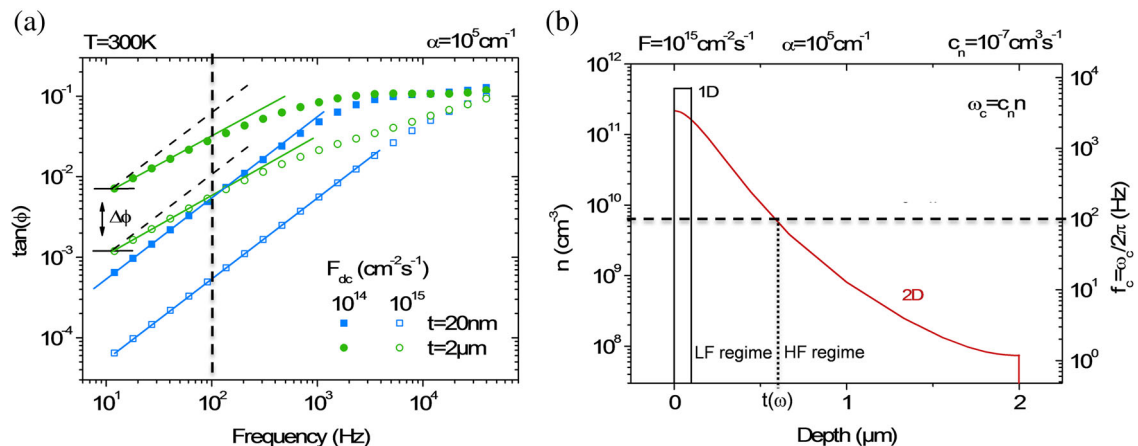 (a)
T=300K
α=10⁵cm⁻¹
10⁻¹
10⁻²
10⁻³
10⁻⁴
tan(ϕ)
Δϕ
F_dc (cm⁻²s⁻¹)
10¹⁴ 10¹⁵
t=20nm
t=2μm
10¹ 10² 10³ 10⁴
Frequency (Hz)
(b)
F=10¹⁵cm⁻²s⁻¹ α=10⁵cm⁻¹ c_n=10⁻⁷cm³s⁻¹
10¹²
10¹¹
10¹⁰
10⁹
10⁸
n (cm³)
1D
ω_c=c_n n
2D
LF regime
HF regime
10⁴
10³
10²
10¹
10⁰
f_c=ω_c/2π (Hz)
0 t(ω) 1 2
Depth (μm)